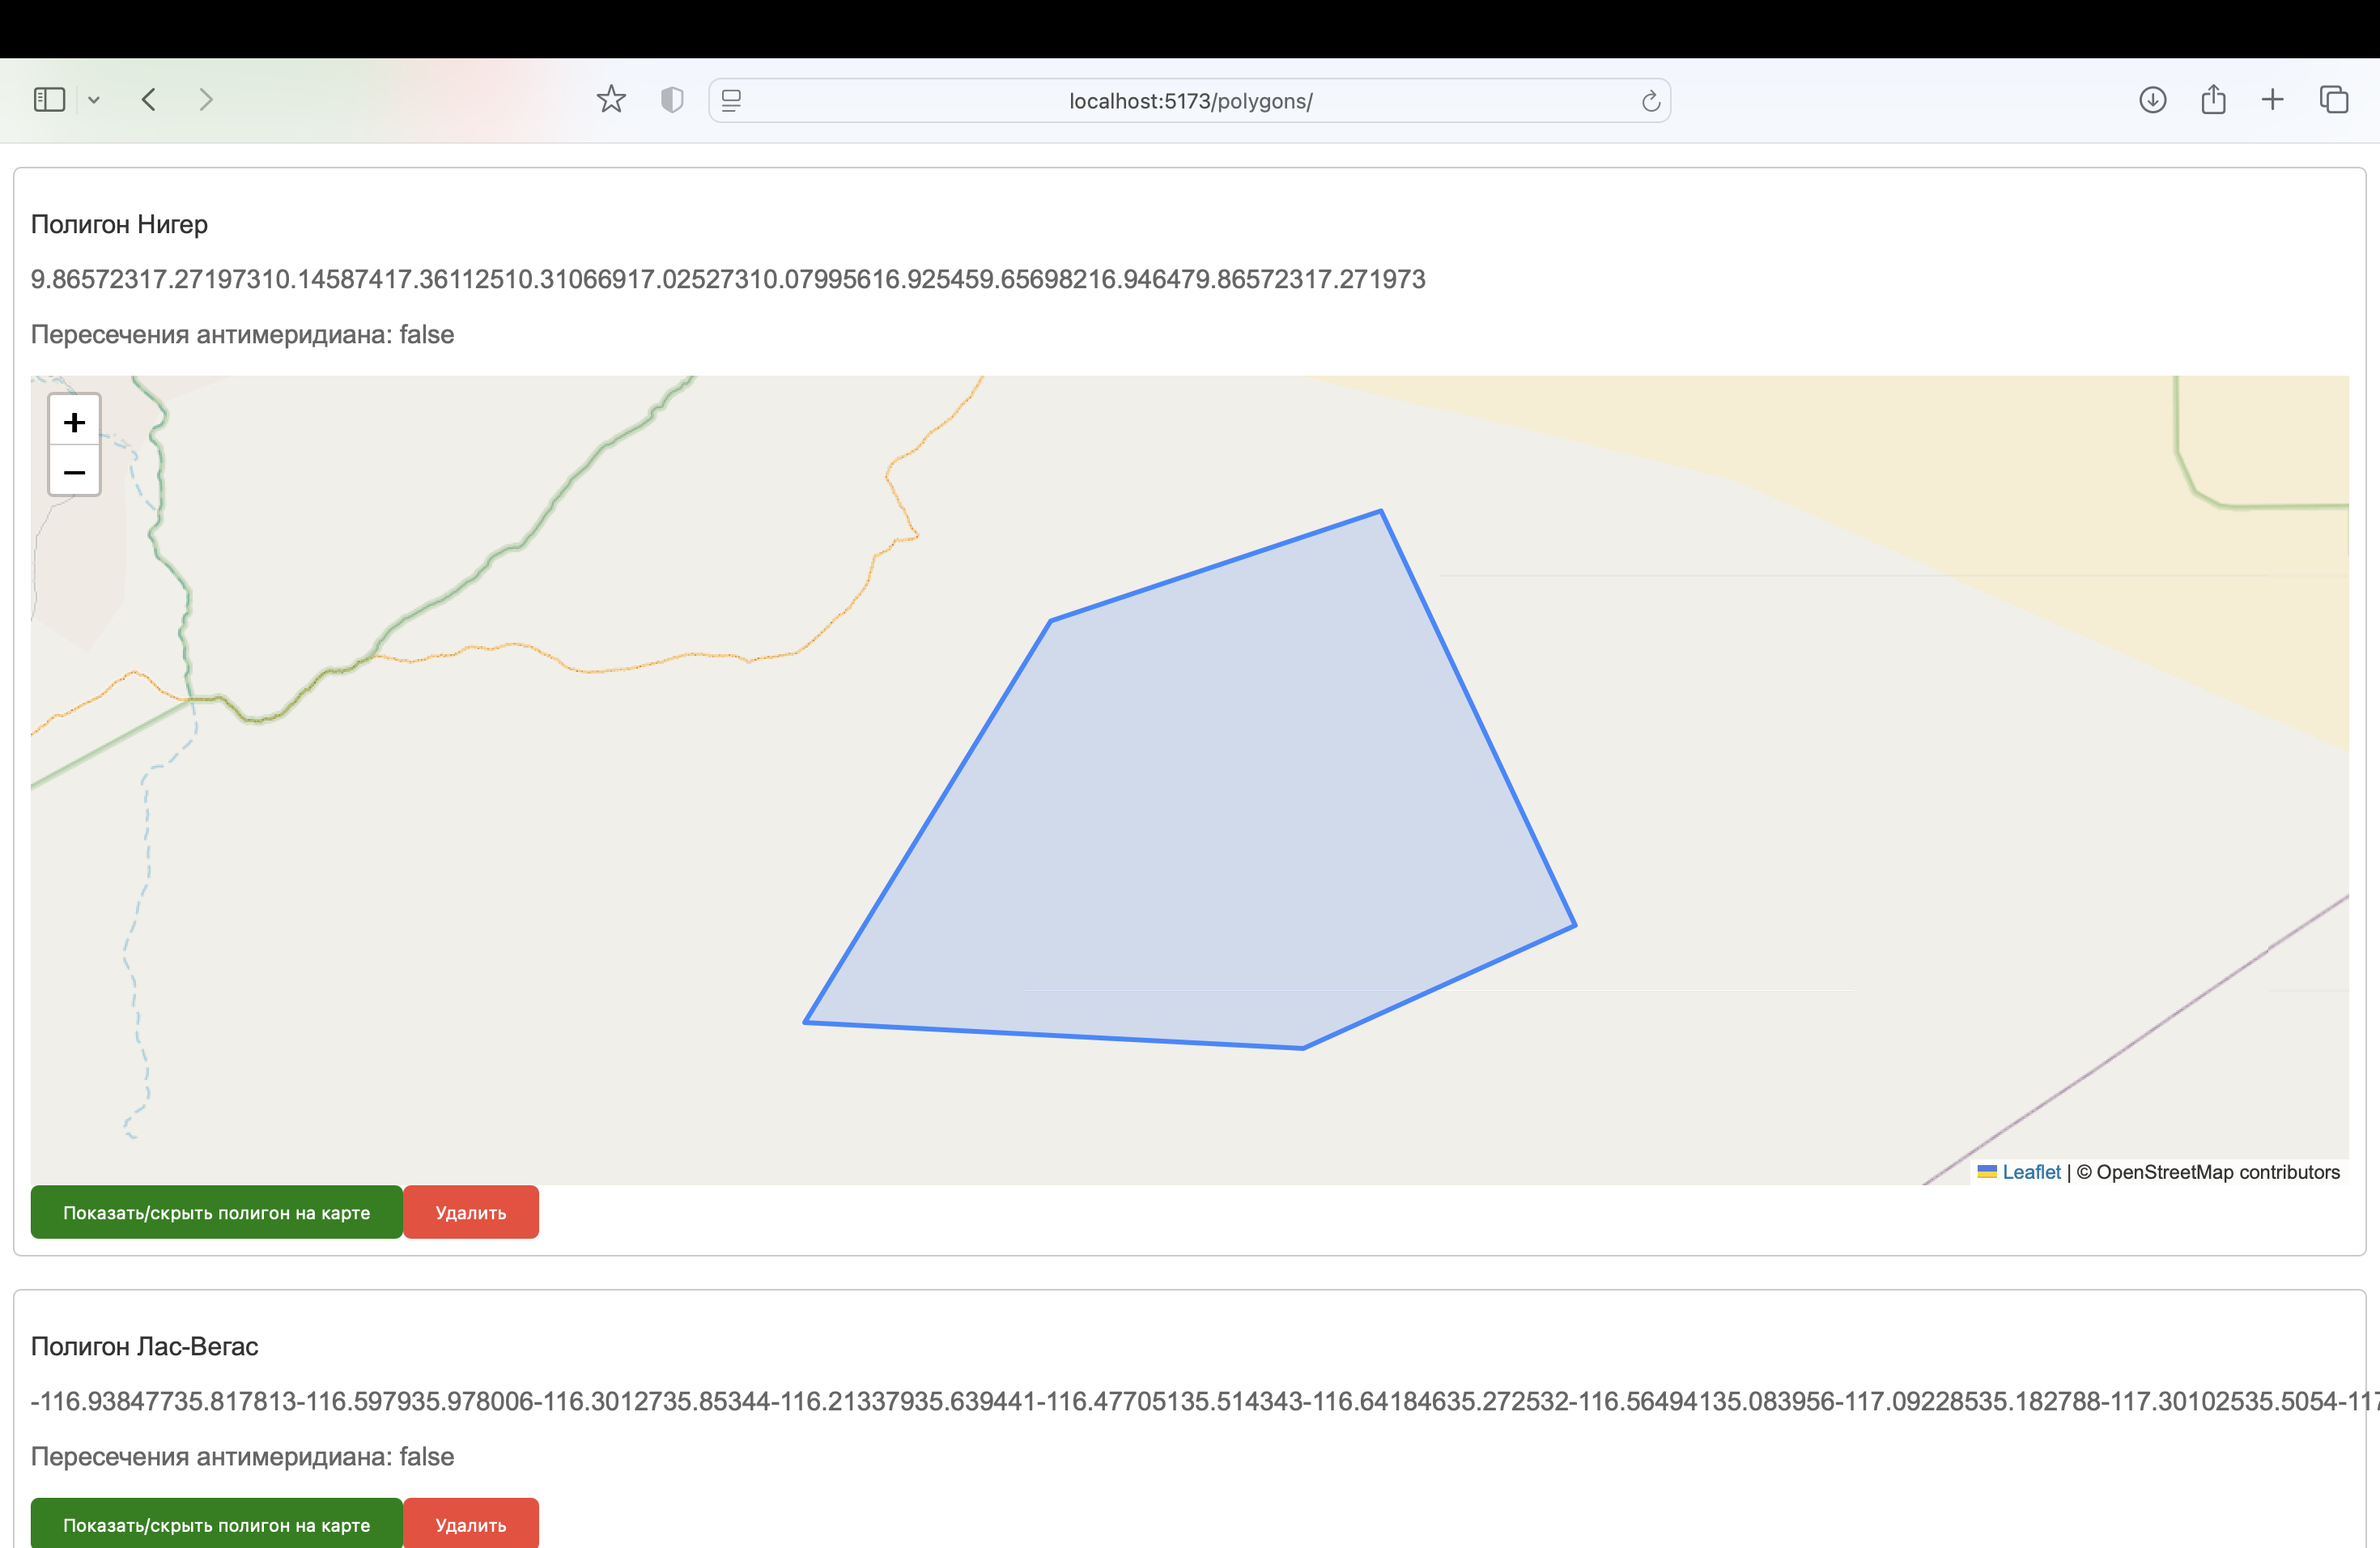 localhost:5173/polygons/
Полигон Нигер
9.86572317.27197310.14587417.36112510.31066917.02527310.07995616.925459.65698216.946479.86572317.271973
Пересечения антимеридиана: false
+
−
Leaflet | © OpenStreetMap contributors
Показать/скрыть полигон на карте Удалить
Полигон Лас-Вегас
-116.93847735.817813-116.597935.978006-116.3012735.85344-116.21337935.639441-116.47705135.514343-116.64184635.272532-116.56494135.083956-117.09228535.182788-117.30102535.5054-117
Пересечения антимеридиана: false
Показать/скрыть полигон на карте Удалить